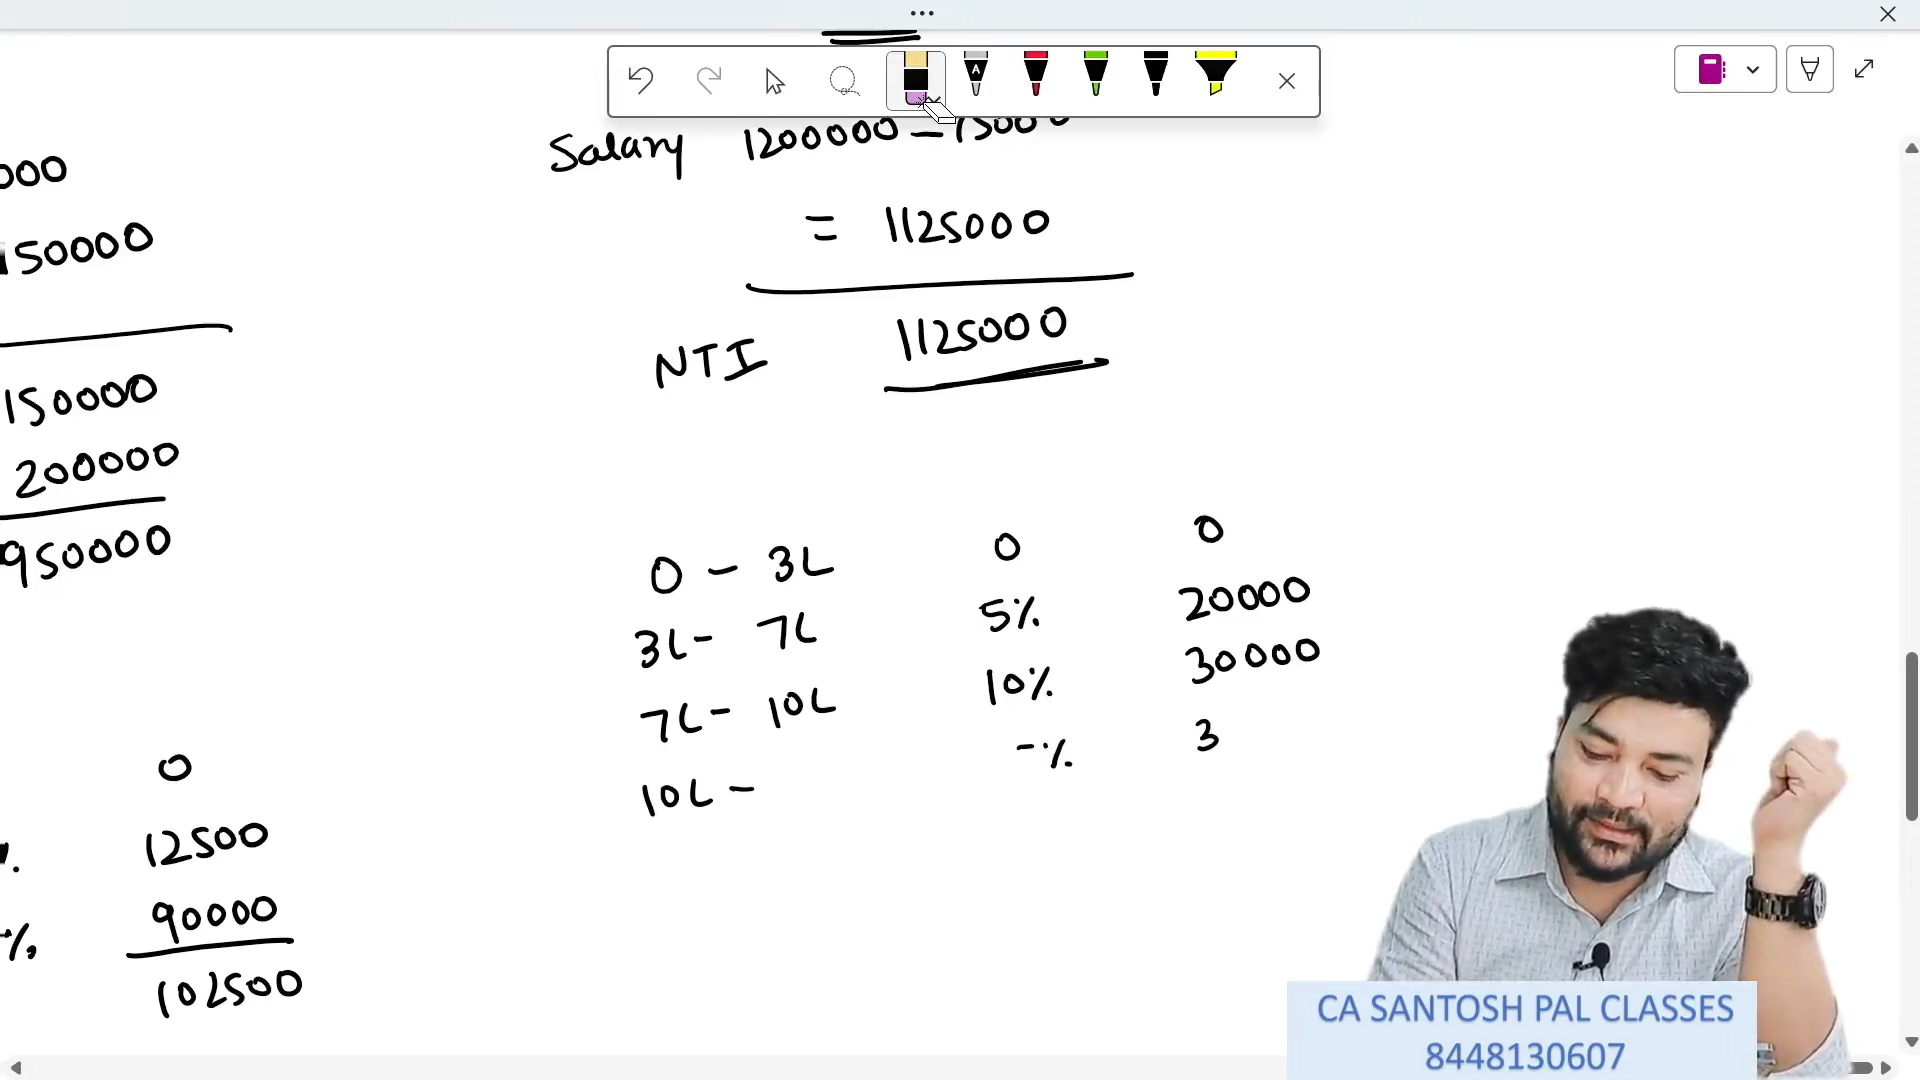 000
150000
150000
200000
950000
0
12500
90000
%
102500
Salary 1200000 - 75000
= 1125000
NTI 1125000
0 - 3L 0 0
3L - 7L 5% 20000
7L - 10L 10% 30000
10L - -% 3
CA SANTOSH PAL CLASSES
8448130607